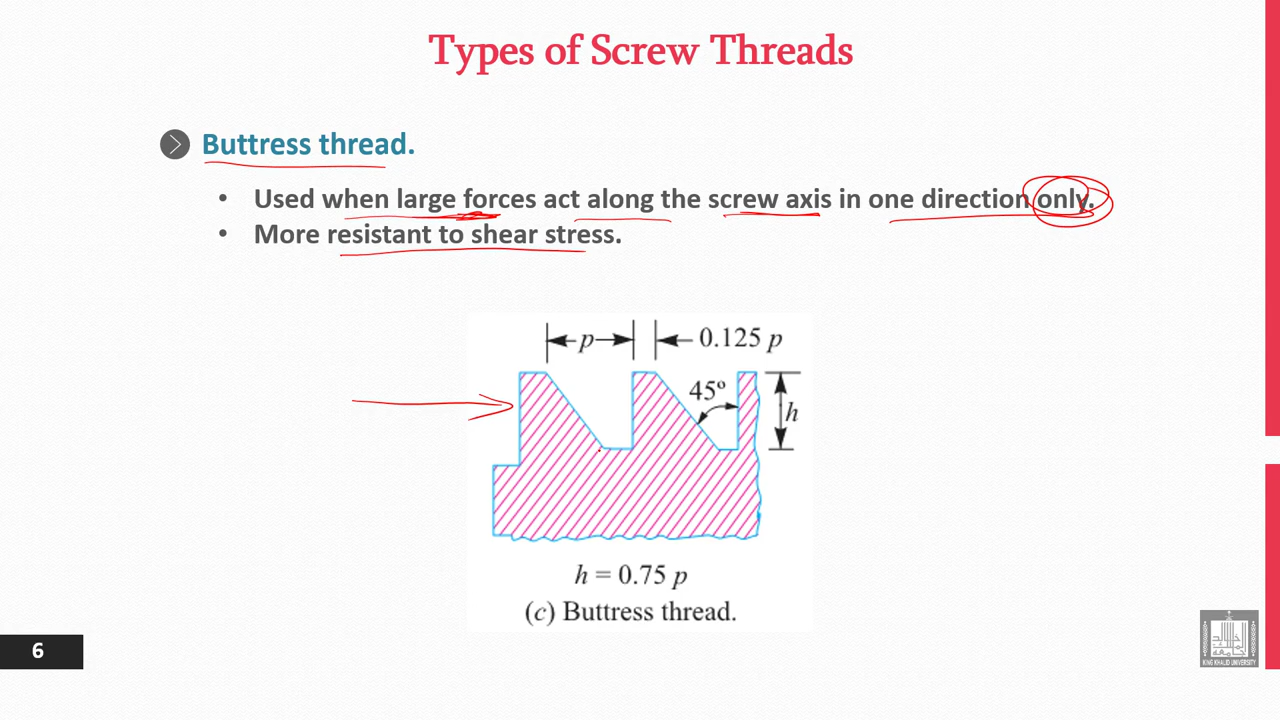 Types of Screw Threads
Buttress thread.
• Used when large forces act along the screw axis in one direction only.
• More resistant to shear stress.
p
0.125 p
45º
h
h = 0.75 p
(c) Buttress thread.
6
KING KHALID UNIVERSITY